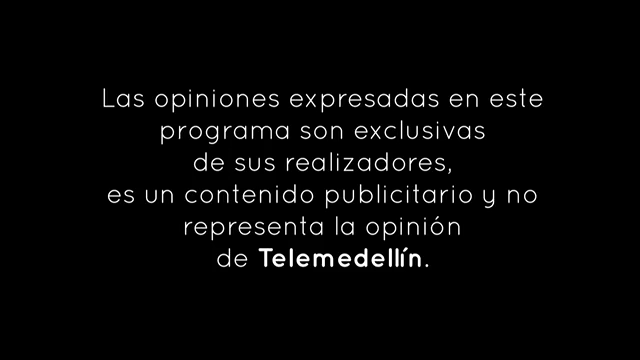 Las opiniones expresadas en este
programa son exclusivas
de sus realizadores,
es un contenido publicitario y no
representa la opinión
de Telemedellín.